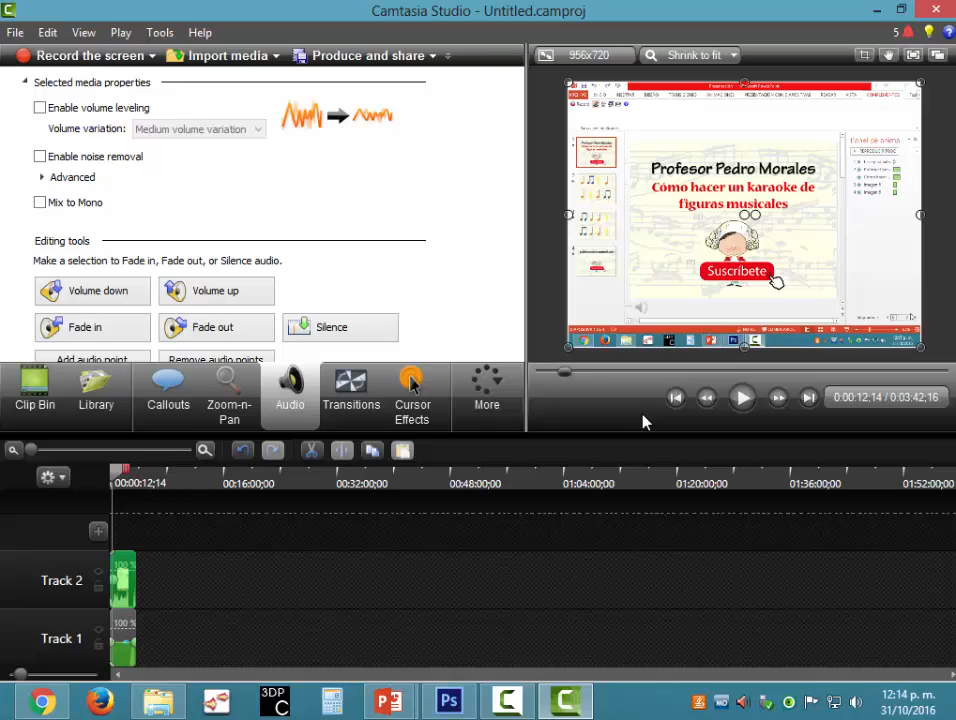 Camtasia Studio - Untitled.camproj
File Edit View Play Tools Help
5
Record the screen Import media Produce and share
956x720 Shrink to fit
Selected media properties
Enable volume leveling
Volume variation: Medium volume variation
Enable noise removal
Advanced
Mix to Mono
Editing tools
Make a selection to Fade in, Fade out, or Silence audio.
Volume down Volume up
Fade in Fade out Silence
Add audio point Remove audio points
Profesor Pedro Morales
Cómo hacer un karaoke de
figuras musicales
Suscríbete
Panel de anima
Clip Bin Library Callouts Zoom-n-Pan Audio Transitions Cursor Effects More
0:00:12;14 / 0:03:42;16
00:00:12;14 00:16:00;00 00:32:00;00 00:48:00;00 01:04:00;00 01:20:00;00 01:36:00;00 01:52:00;00
Track 2 100 %
Track 1 100 %
3DP C Ps
12:14 p. m.
31/10/2016